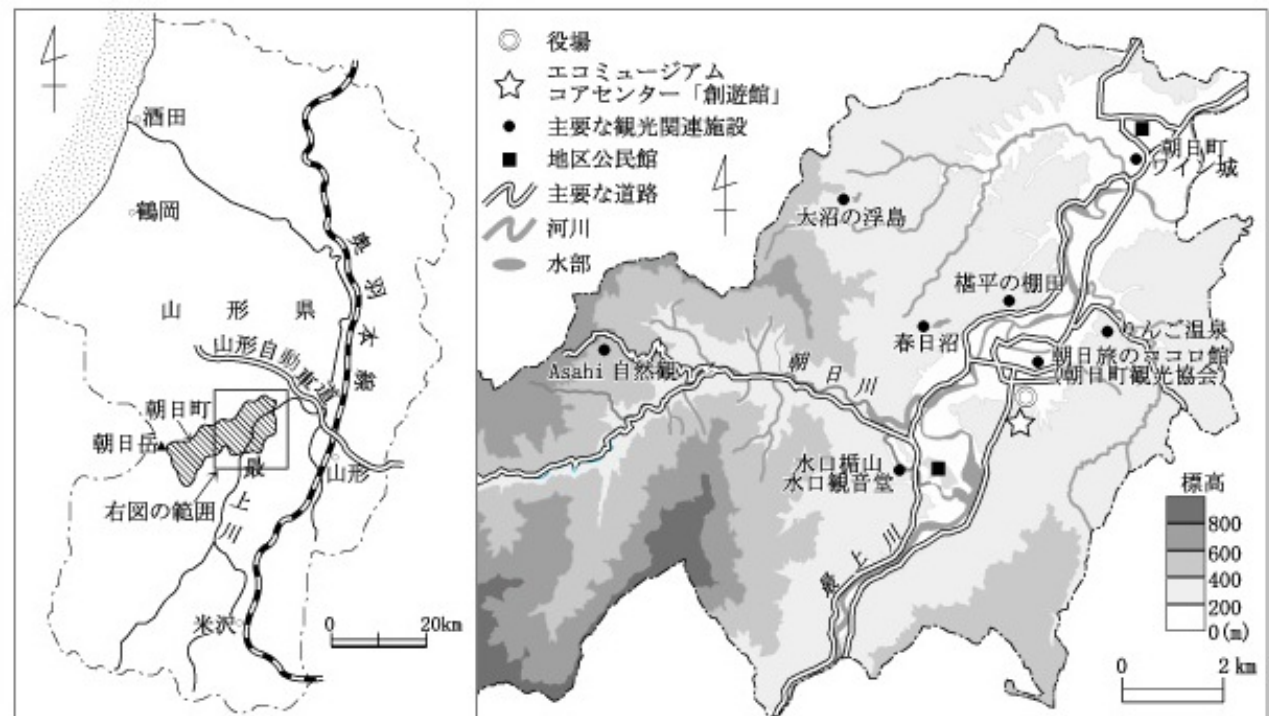 酒田
鶴岡
奥羽本線
山形県
山形自動車道
朝日町
朝日岳
最上川
山形
右図の範囲
米沢
0 20km
役場
エコミュージアム
コアセンター「創遊館」
主要な観光関連施設
地区公民館
主要な道路
河川
水部
朝日町
ワイン城
大沼の浮島
椹平の棚田
春日沼
りんご温泉
朝日旅のココロ館
(朝日町観光協会)
Asahi自然観
朝日川
水口楯山
水口観音堂
最上川
標高
800
600
400
200
0(m)
0 2km